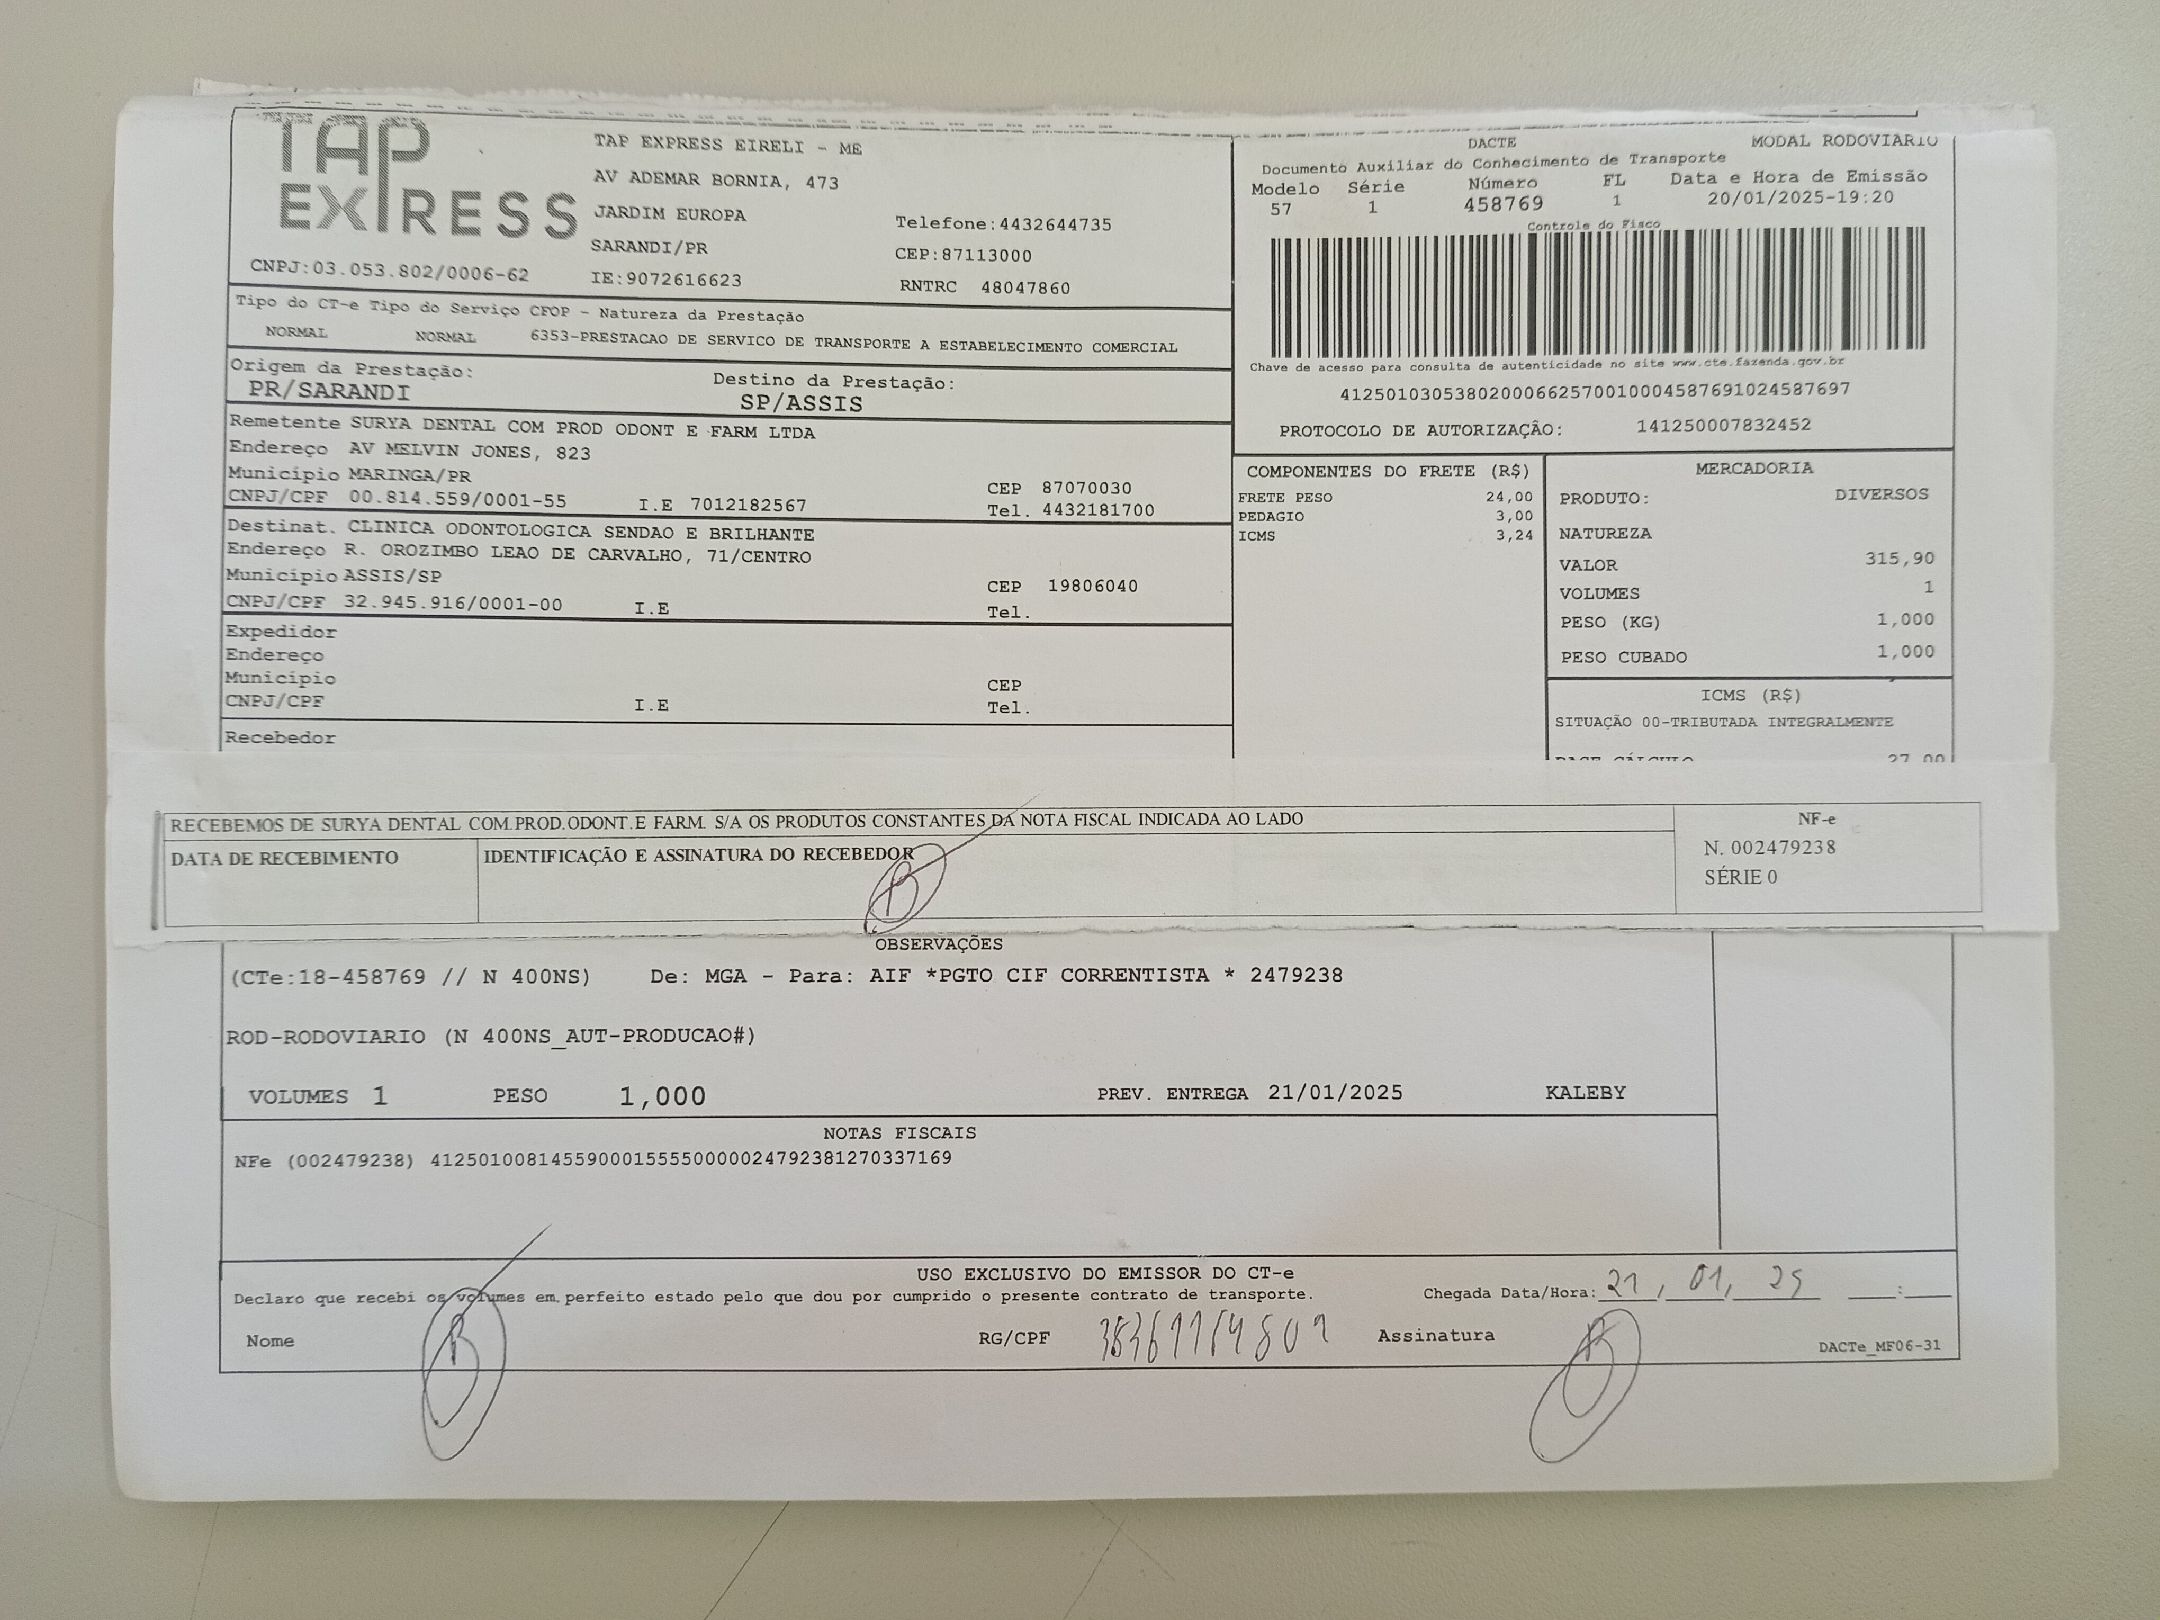 TAP EXPRESS
TAP EXPRESS EIRELI - ME
AV ADEMAR BORNIA, 473
JARDIM EUROPA
Telefone:4432644735
SARANDI/PR
CEP:87113000
CNPJ:03.053.802/0006-62
IE:9072616623
RNTRC 48047860
DACTE
MODAL RODOVIARIO
Documento Auxiliar do Conhecimento de Transporte
Modelo Série Número FL Data e Hora de Emissão
57 1 458769 1 20/01/2025-19:20
Controle do Fisco
Chave de acesso para consulta de autenticidade no site www.cte.fazenda.gov.br
41250103053802000662570010004587691024587697
PROTOCOLO DE AUTORIZAÇÃO: 141250007832452
Tipo do CT-e Tipo do Serviço CFOP - Natureza da Prestação
NORMAL NORMAL 6353-PRESTACAO DE SERVICO DE TRANSPORTE A ESTABELECIMENTO COMERCIAL
Origem da Prestação: Destino da Prestação:
PR/SARANDI SP/ASSIS
Remetente SURYA DENTAL COM PROD ODONT E FARM LTDA
Endereço AV MELVIN JONES, 823
Município MARINGA/PR CEP 87070030
CNPJ/CPF 00.814.559/0001-55 I.E 7012182567 Tel. 4432181700
Destinat. CLINICA ODONTOLOGICA SENDAO E BRILHANTE
Endereço R. OROZIMBO LEAO DE CARVALHO, 71/CENTRO
Município ASSIS/SP CEP 19806040
CNPJ/CPF 32.945.916/0001-00 I.E Tel.
Expedidor
Endereço
Município CEP
CNPJ/CPF I.E Tel.
Recebedor
COMPONENTES DO FRETE (R$)
FRETE PESO 24,00
PEDAGIO 3,00
ICMS 3,24
MERCADORIA
PRODUTO: DIVERSOS
NATUREZA
VALOR 315,90
VOLUMES 1
PESO (KG) 1,000
PESO CUBADO 1,000
ICMS (R$)
SITUAÇÃO 00-TRIBUTADA INTEGRALMENTE
BASE CÁLCULO 27,00
RECEBEMOS DE SURYA DENTAL COM.PROD.ODONT.E FARM. S/A OS PRODUTOS CONSTANTES DA NOTA FISCAL INDICADA AO LADO
DATA DE RECEBIMENTO IDENTIFICAÇÃO E ASSINATURA DO RECEBEDOR
NF-e
N. 002479238
SÉRIE 0
OBSERVAÇÕES
(CTe:18-458769 // N 400NS) De: MGA - Para: AIF *PGTO CIF CORRENTISTA * 2479238
ROD-RODOVIARIO (N 400NS_AUT-PRODUCAO#)
VOLUMES 1 PESO 1,000 PREV. ENTREGA 21/01/2025 KALEBY
NOTAS FISCAIS
NFe (002479238) 41250100814559000155550000024792381270337169
USO EXCLUSIVO DO EMISSOR DO CT-e
Declaro que recebi os volumes em perfeito estado pelo que dou por cumprido o presente contrato de transporte.
Chegada Data/Hora: 21, 01, 25 :
Nome RG/CPF Assinatura
DACTe_MF06-31